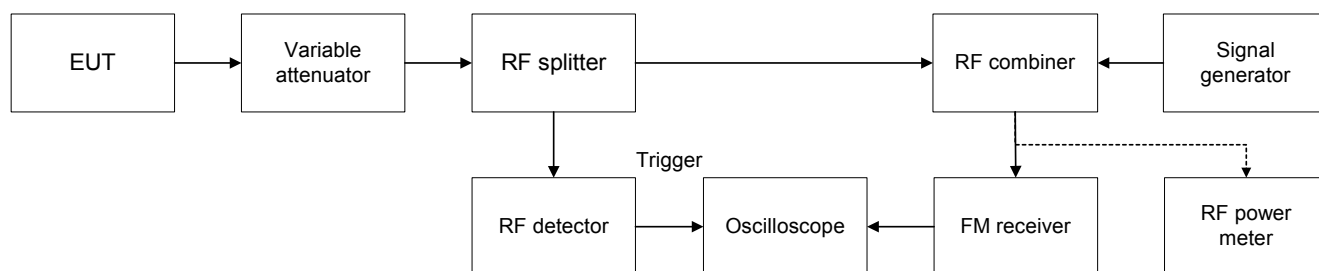 EUT
Variable
attenuator
RF splitter
RF combiner
Signal
generator
Trigger
RF detector
Oscilloscope
FM receiver
RF power
meter